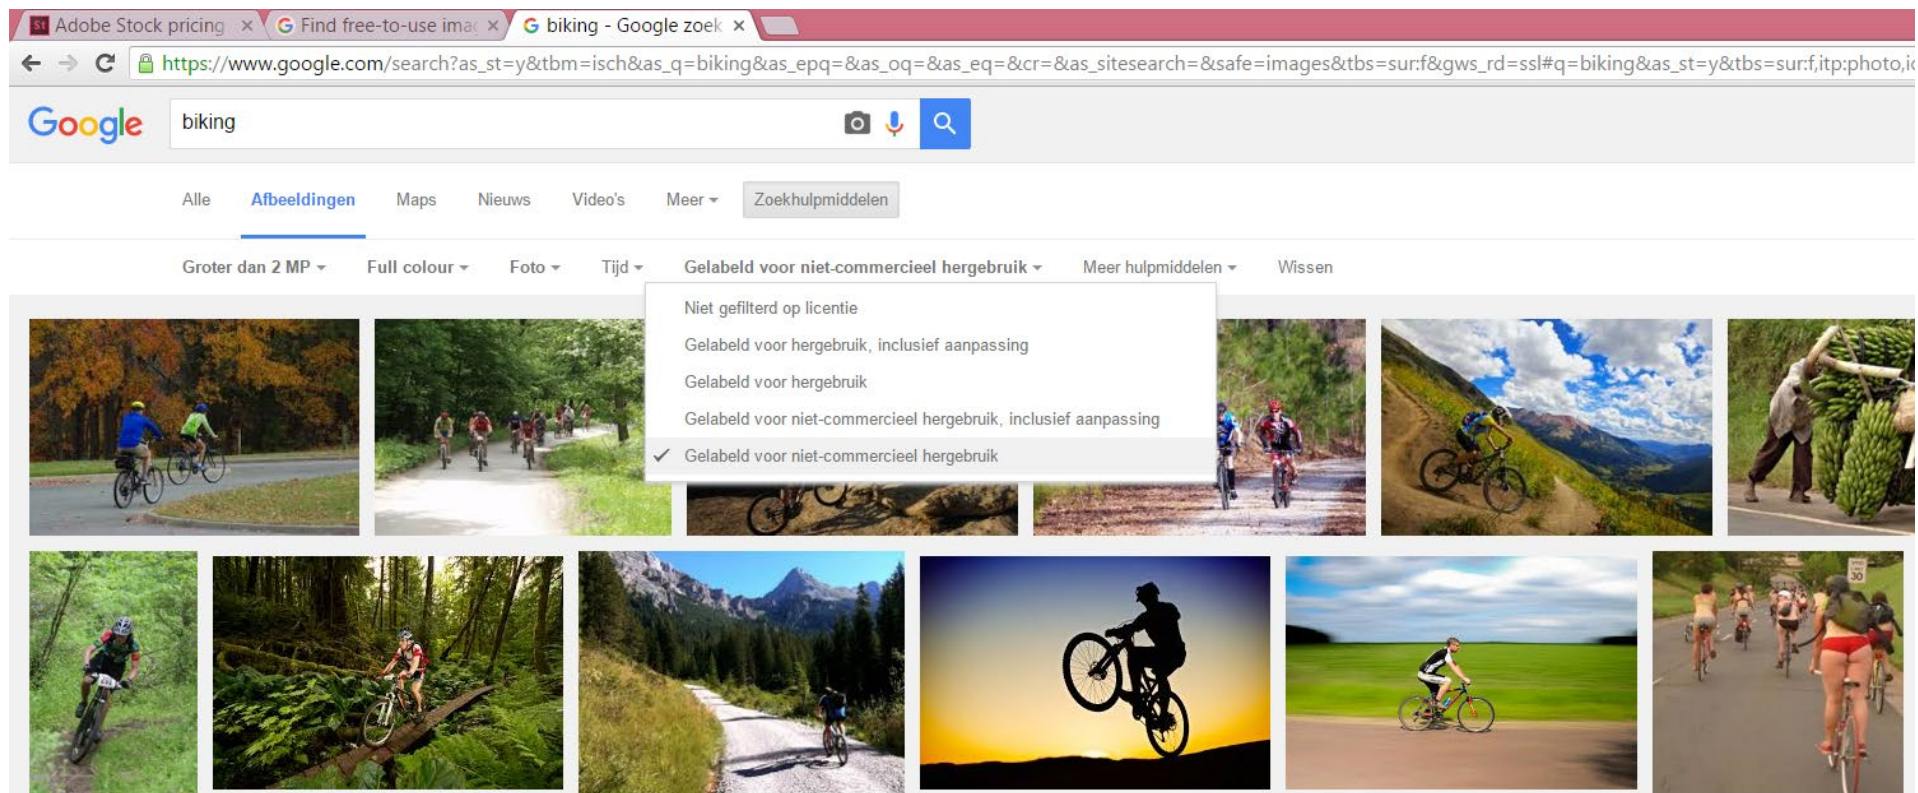 Adobe Stock pricing
Find free-to-use imag
biking - Google zoek
https://www.google.com/search?as_st=y&tbm=isch&as_q=biking&as_epq=&as_oq=&as_eq=&cr=&as_sitesearch=&safe=images&tbs=sur:f&gws_rd=ssl#q=biking&as_st=y&tbs=sur:f,itp:photo,ic
Google
biking
Alle Afbeeldingen Maps Nieuws Video's Meer Zoekhulpmiddelen
Groter dan 2 MP Full colour Foto Tijd Gelabeld voor niet-commercieel hergebruik Meer hulpmiddelen Wissen
Niet gefilterd op licentie
Gelabeld voor hergebruik, inclusief aanpassing
Gelabeld voor hergebruik
Gelabeld voor niet-commercieel hergebruik, inclusief aanpassing
Gelabeld voor niet-commercieel hergebruik
30